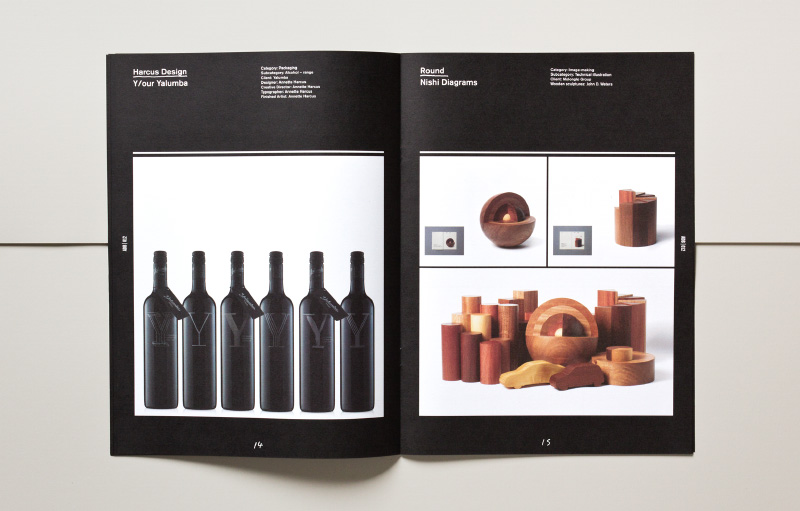 Harcus Design
Y/our Yalumba
Category: Packaging
Subcategory: Alcohol – range
Client: Yalumba
Designer: Annette Harcus
Creative Director: Annette Harcus
Typographer: Annette Harcus
Finished Artist: Annette Harcus
Y
Y
Y
Y
Y
Y
14
Round
Nishi Diagrams
Category: Image-making
Subcategory: Technical illustration
Client: Molonglo Group
Wooden sculptures: John D. Waters
15